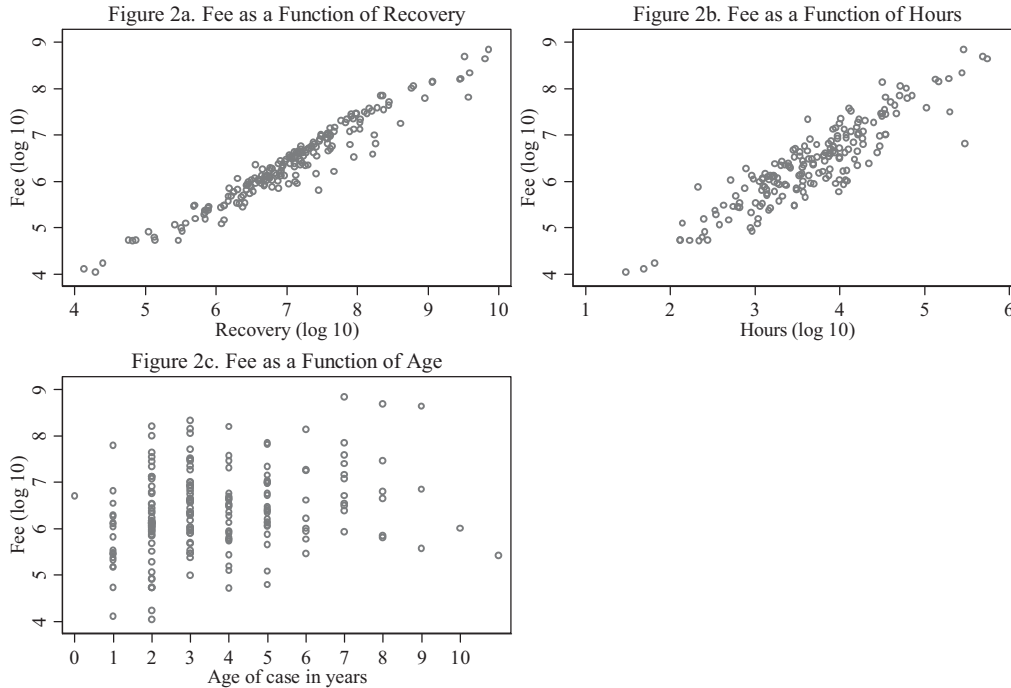 Figure 2a. Fee as a Function of Recovery
Fee (log 10)
9
8
7
6
5
4
4 5 6 7 8 9 10
Recovery (log 10)
Figure 2b. Fee as a Function of Hours
Fee (log 10)
9
8
7
6
5
4
1 2 3 4 5 6
Hours (log 10)
Figure 2c. Fee as a Function of Age
Fee (log 10)
9
8
7
6
5
4
0 1 2 3 4 5 6 7 8 9 10
Age of case in years